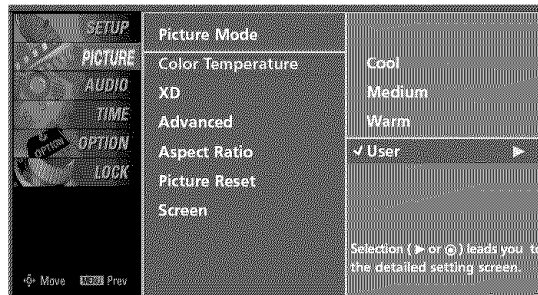 SETUP
PICTURE
AUDIO
TIME
OPTION
OPTION
LOCK
Move MENU Prev
Picture Mode
Color Temperature
XD
Advanced
Aspect Ratio
Picture Reset
Screen
Cool
Medium
Warm
✓ User ▶
Selection ( ▶ or ◉ ) leads you to
the detailed setting screen.